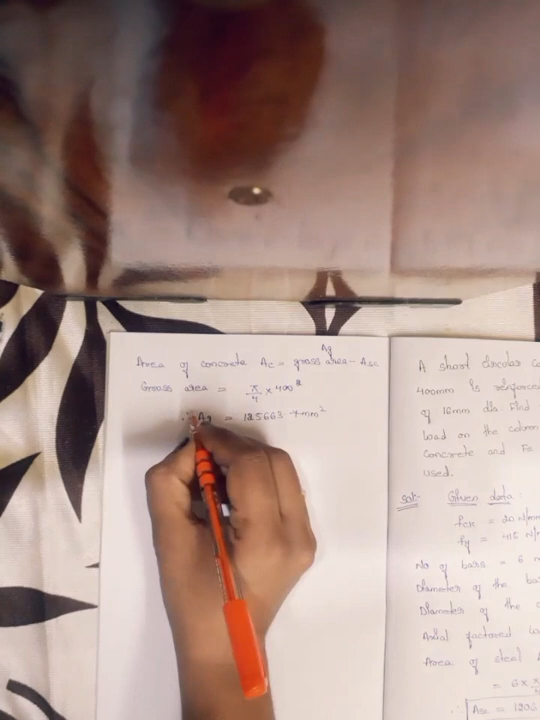 Area of concrete Ac = gross area - Asc
Ag
Gross area = π/4 × 400²
∴ Ag = 125663.7 mm²
A short circular
400mm is reinforce
of 16mm dia. Find
load on the column
concrete and Fe
used.
Sol:- Given data:
fck = 20 N/m
fy = 415 N/
No of bars = 6
Diameter of the ba
Diameter of the
Axial factored lo
Area of steel
= 6 × π
∴ Asc = 1206